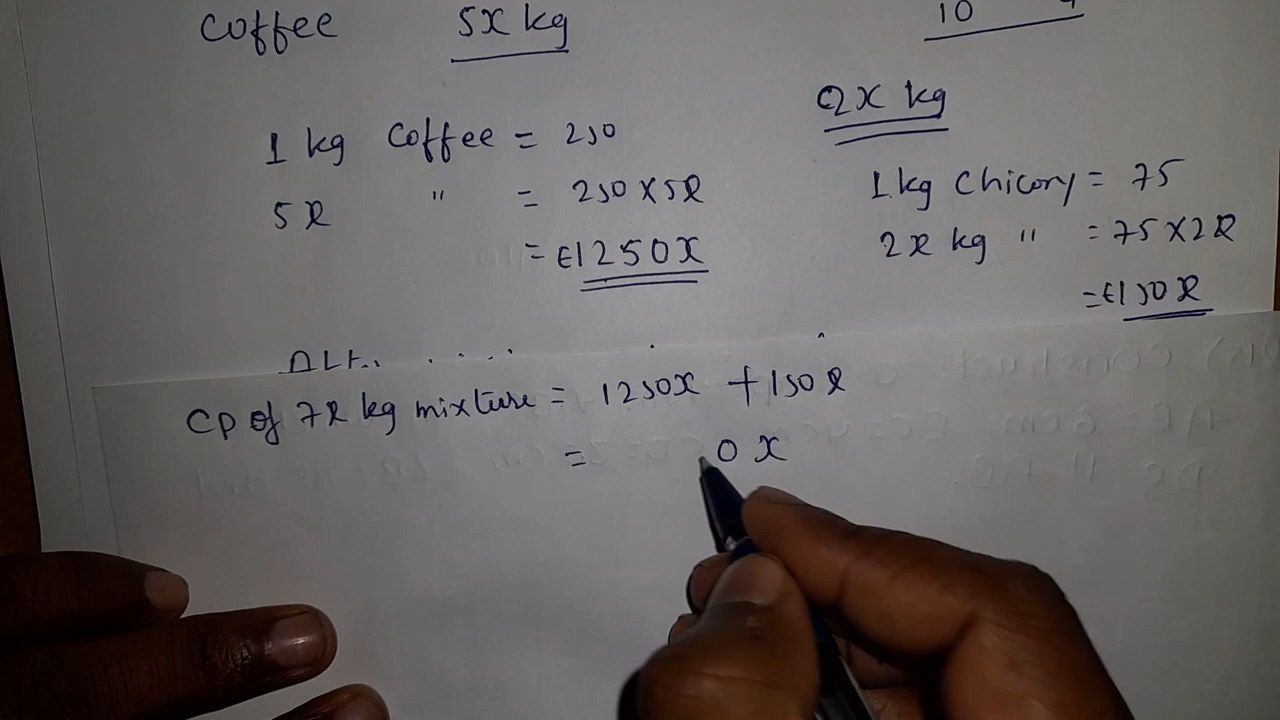 Coffee 5x kg
10
2x kg
1 kg Coffee = 250
5x " = 250 X 5x
= €1250x
1 kg Chicory = 75
2x kg " = 75 X 2x
= €150x
CP of 7x kg mixture = 1250x + 150x
= 0x